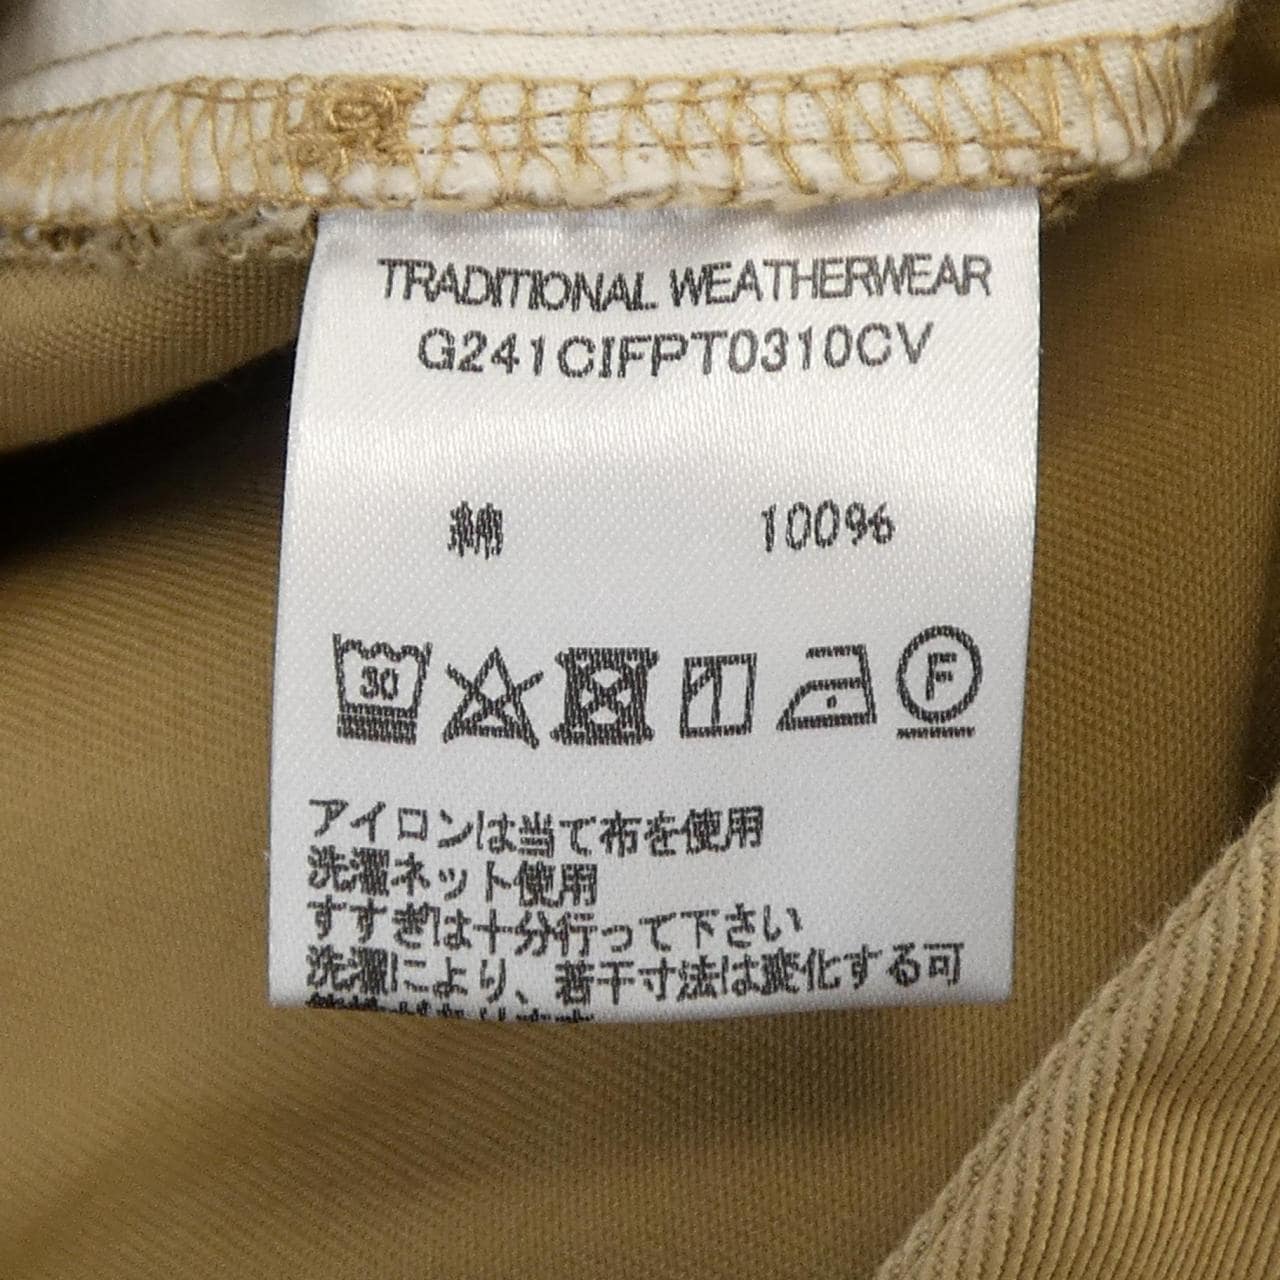 TRADITIONAL WEATHERWEAR
G241CIFPT0310CV
綿 100%
30 F
アイロンは当て布を使用
洗濯ネット使用
すすぎは十分行って下さい
洗濯により、若干寸法は変化する可